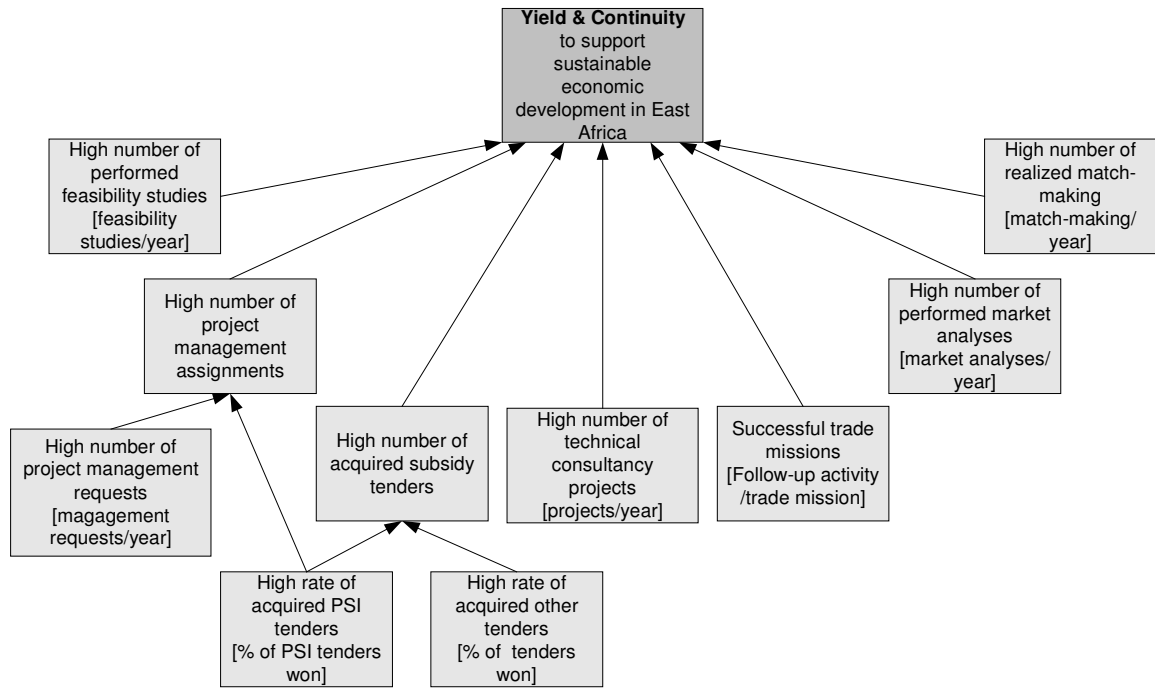 Yield & Continuity
to support
sustainable
economic
development in East
Africa
High number of
performed
feasibility studies
[feasibility
studies/year]
High number of
realized match-
making
[match-making/
year]
High number of
project
management
assignments
High number of
performed market
analyses
[market analyses/
year]
High number of
project management
requests
[magagement
requests/year]
High number of
acquired subsidy
tenders
High number of
technical
consultancy
projects
[projects/year]
Successful trade
missions
[Follow-up activity
/trade mission]
High rate of
acquired PSI
tenders
[% of PSI tenders
won]
High rate of
acquired other
tenders
[% of  tenders
won]